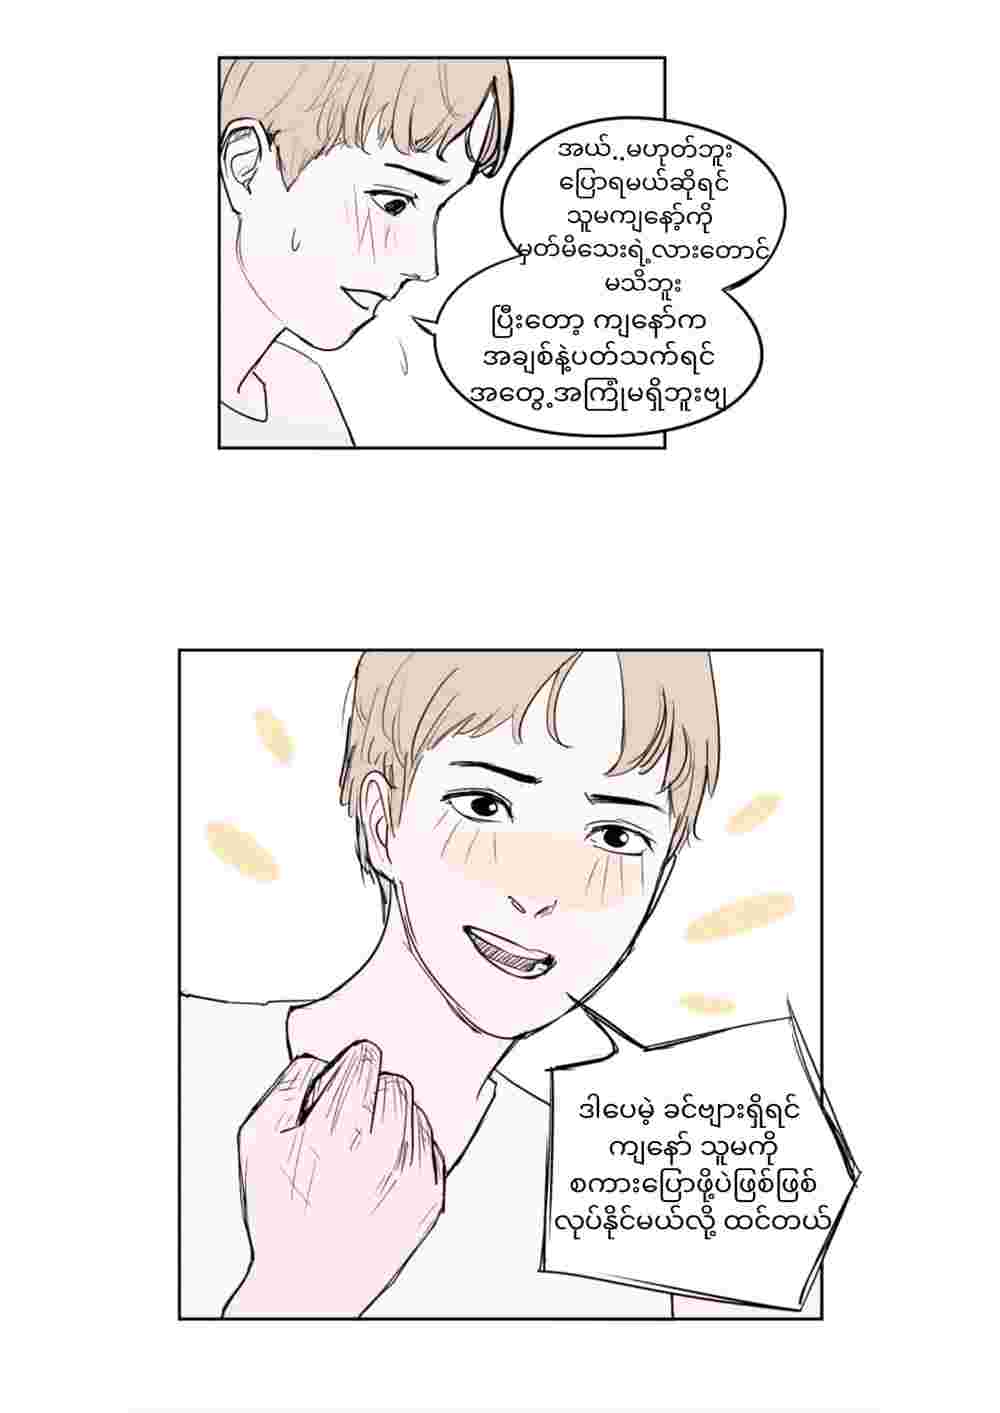 အယ်..မဟုတ်ဘူး
ပြောရမယ်ဆိုရင်
သူမကျနော့်ကို
မှတ်မိသေးရဲ့လားတောင်
မသိဘူး
ပြီးတော့ ကျနော်က
အချစ်နဲ့ပတ်သက်ရင်
အတွေ့အကြုံမရှိဘူးဗျ
ဒါပေမဲ့ ခင်ဗျားရှိရင်
ကျနော် သူမကို
စကားပြောဖို့ပဲဖြစ်ဖြစ်
လုပ်နိုင်မယ်လို့ ထင်တယ်